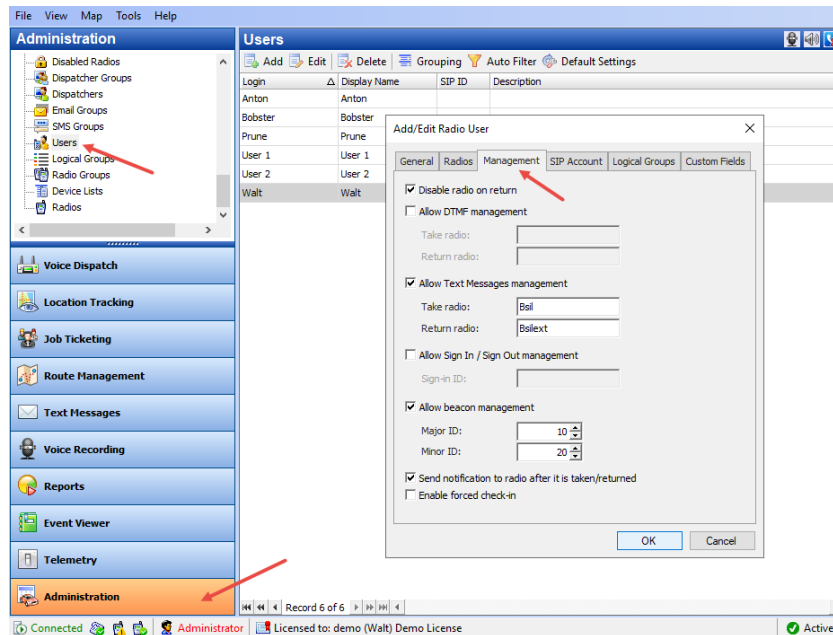 File View Map Tools Help
Administration
Disabled Radios
Dispatcher Groups
Dispatchers
Email Groups
SMS Groups
Users
Logical Groups
Radio Groups
Device Lists
Radios
Voice Dispatch
Location Tracking
Job Ticketing
Route Management
Text Messages
Voice Recording
Reports
Event Viewer
Telemetry
Administration
Users
Add Edit Delete Grouping Auto Filter Default Settings
Login Display Name SIP ID Description
Anton Anton
Bobster Bobster
Prune Prune
User 1 User 1
User 2 User 2
Walt Walt
Add/Edit Radio User
General Radios Management SIP Account Logical Groups Custom Fields
Disable radio on return
Allow DTMF management
Take radio:
Return radio:
Allow Text Messages management
Take radio: Bsil
Return radio: Bsilext
Allow Sign In / Sign Out management
Sign-in ID:
Allow beacon management
Major ID: 10
Minor ID: 20
Send notification to radio after it is taken/returned
Enable forced check-in
OK Cancel
Record 6 of 6
Connected Administrator Licensed to: demo (Walt) Demo License Active